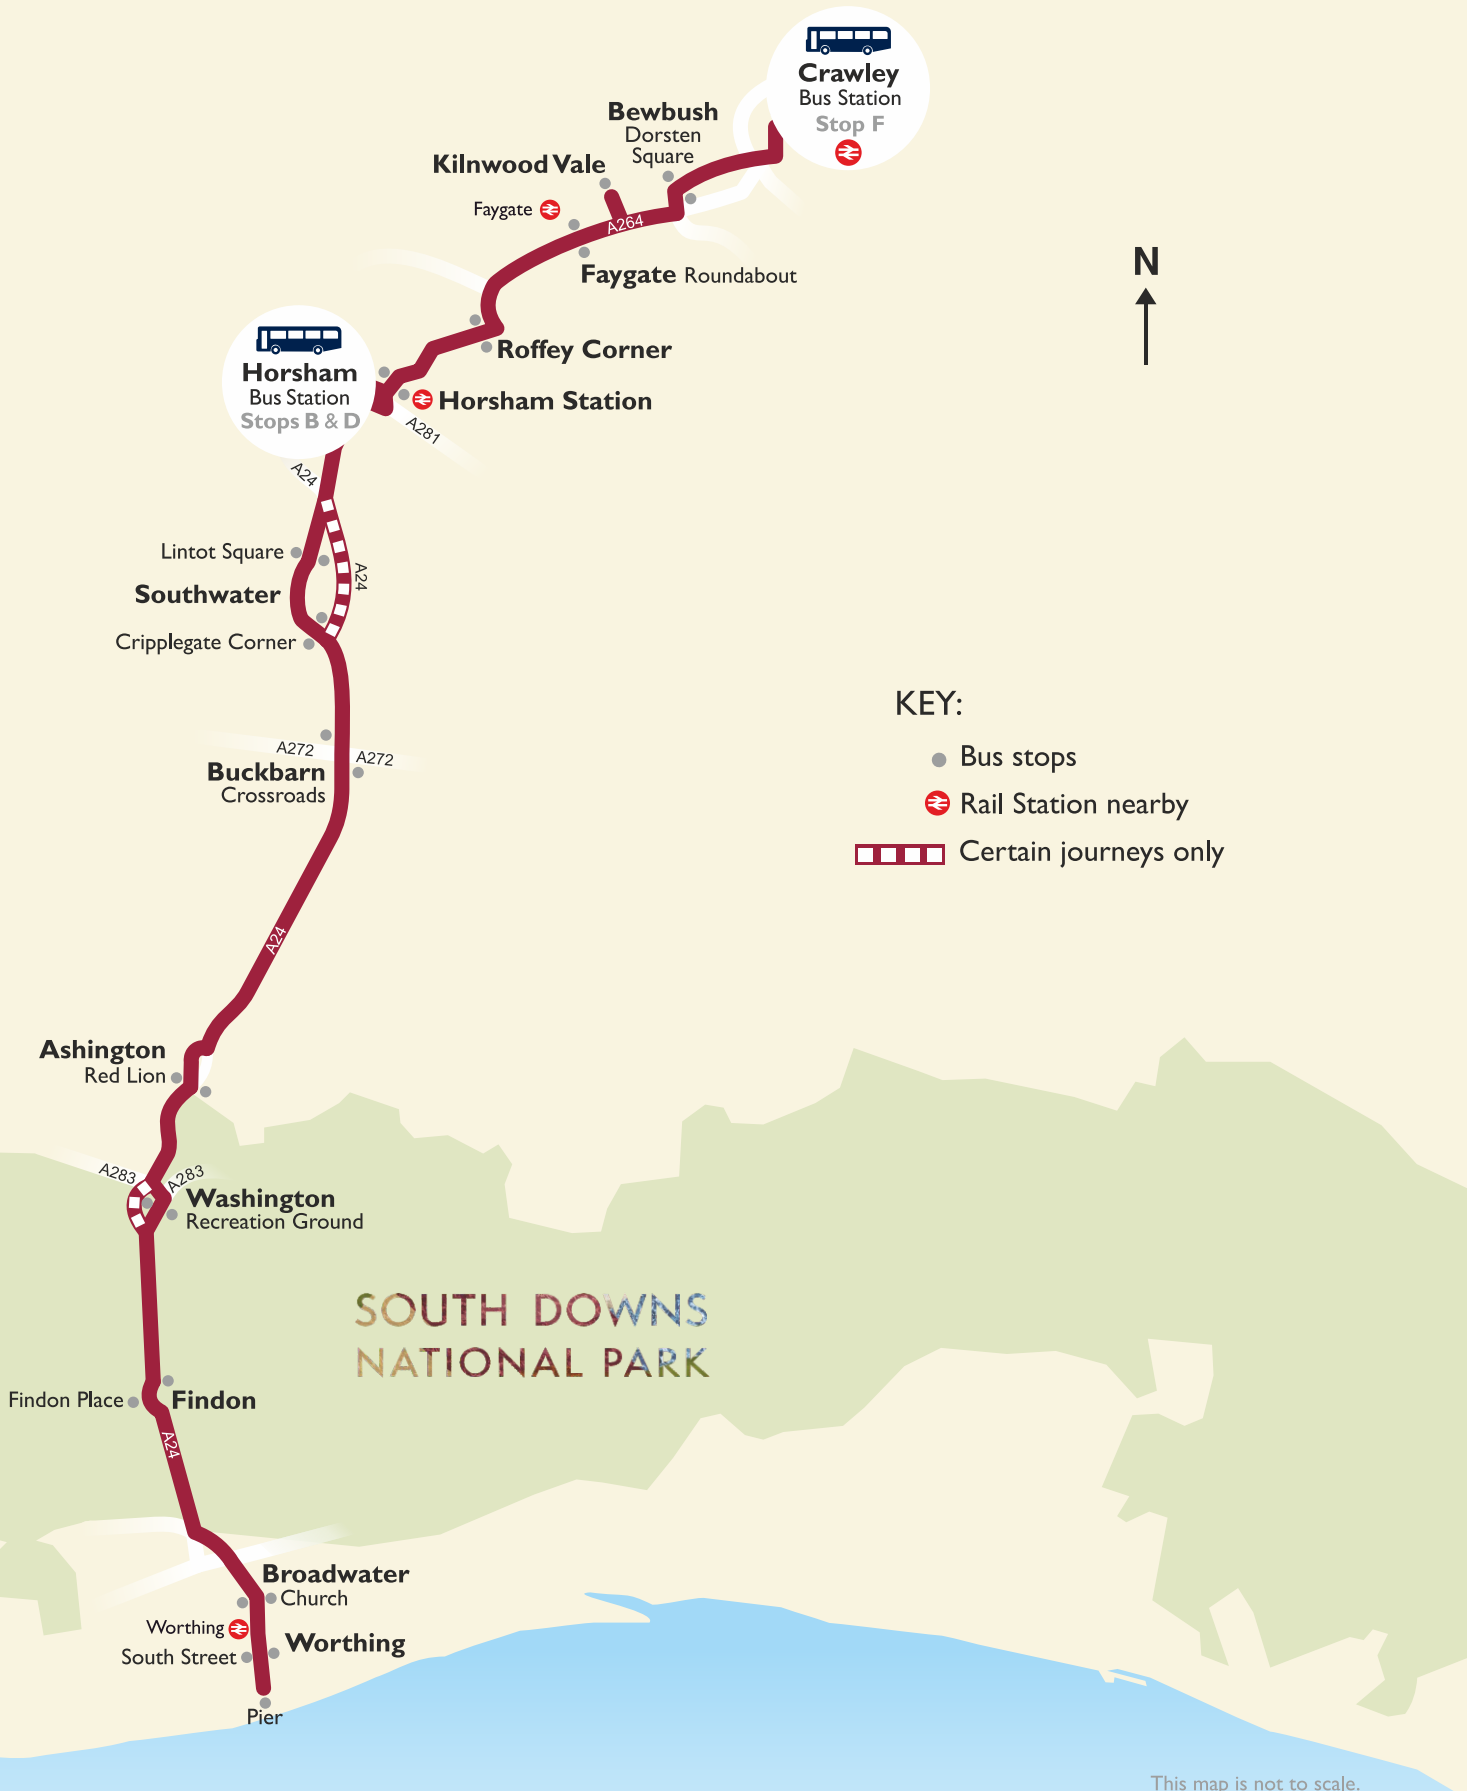 Crawley
Bus Station
Stop F
Bewbush
Dorsten
Square
Kilnwood Vale
Faygate
A264
Faygate Roundabout
N
Roffey Corner
Horsham
Bus Station
Stops B & D
Horsham Station
A281
A24
Lintot Square
A24
Southwater
Cripplegate Corner
KEY:
Bus stops
Rail Station nearby
Certain journeys only
A272
A272
Buckbarn
Crossroads
A24
Ashington
Red Lion
A283
A283
Washington
Recreation Ground
SOUTH DOWNS
NATIONAL PARK
Findon Place
Findon
A24
Broadwater
Church
Worthing
Worthing
South Street
Pier
This map is not to scale.